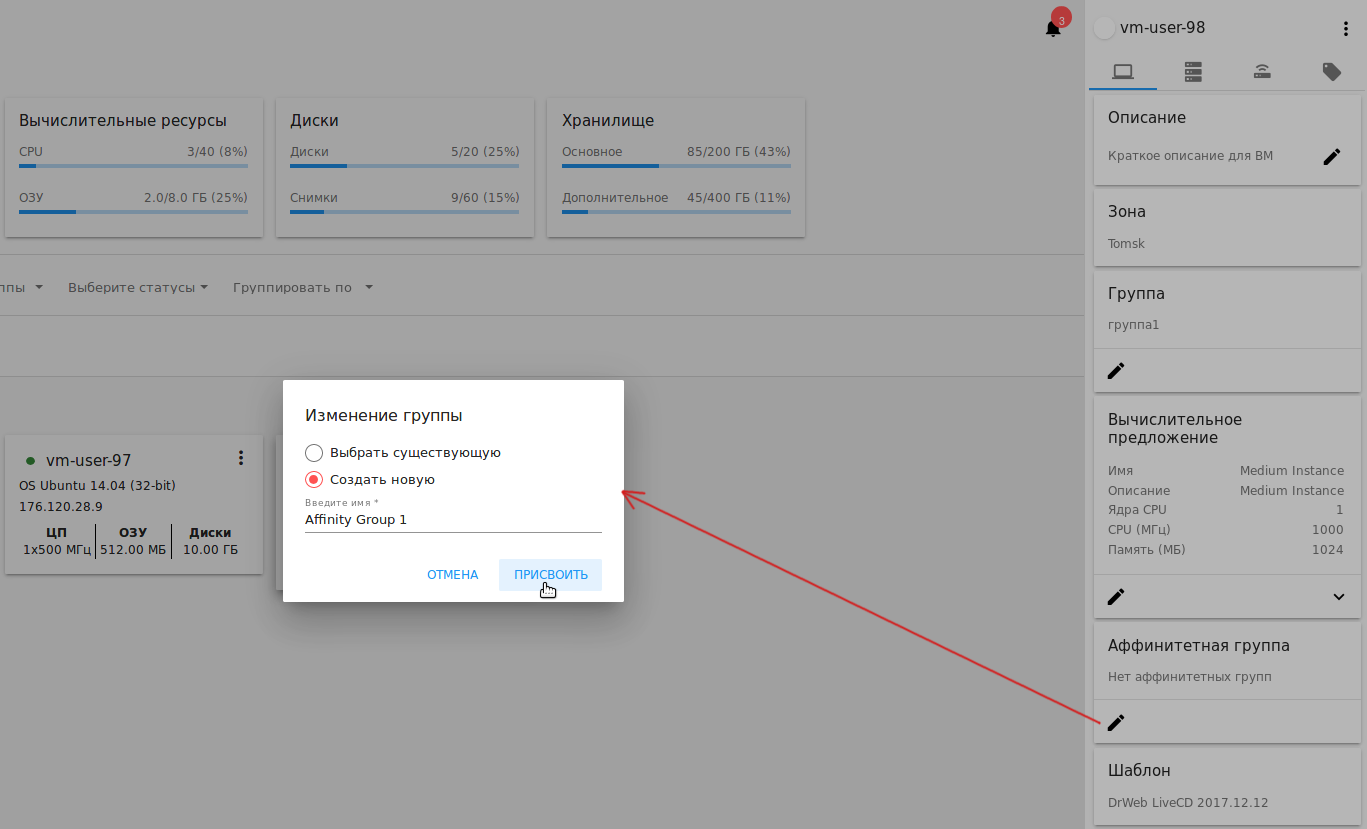 3
vm-user-98
Вычислительные ресурсы
CPU 3/40 (8%)
ОЗУ 2.0/8.0 ГБ (25%)
Диски
Диски 5/20 (25%)
Снимки 9/60 (15%)
Хранилище
Основное 85/200 ГБ (43%)
Дополнительное 45/400 ГБ (11%)
ппы Выберите статусы Группировать по
vm-user-97
OS Ubuntu 14.04 (32-bit)
176.120.28.9
ЦП ОЗУ Диски
1x500 МГц 512.00 МБ 10.00 ГБ
Изменение группы
Выбрать существующую
Создать новую
Введите имя *
Affinity Group 1
ОТМЕНА ПРИСВОИТЬ
Описание
Краткое описание для ВМ
Зона
Tomsk
Группа
группа1
Вычислительное
предложение
Имя Medium Instance
Описание Medium Instance
Ядра CPU 1
CPU (МГц) 1000
Память (МБ) 1024
Аффинитетная группа
Нет аффинитетных групп
Шаблон
DrWeb LiveCD 2017.12.12